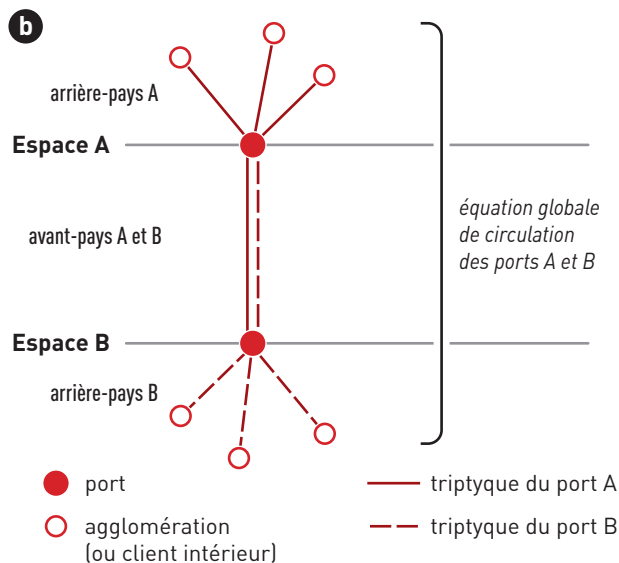 b
arrière-pays A
Espace A
avant-pays A et B
équation globale
de circulation
des ports A et B
Espace B
arrière-pays B
port
agglomération
(ou client intérieur)
triptyque du port A
triptyque du port B